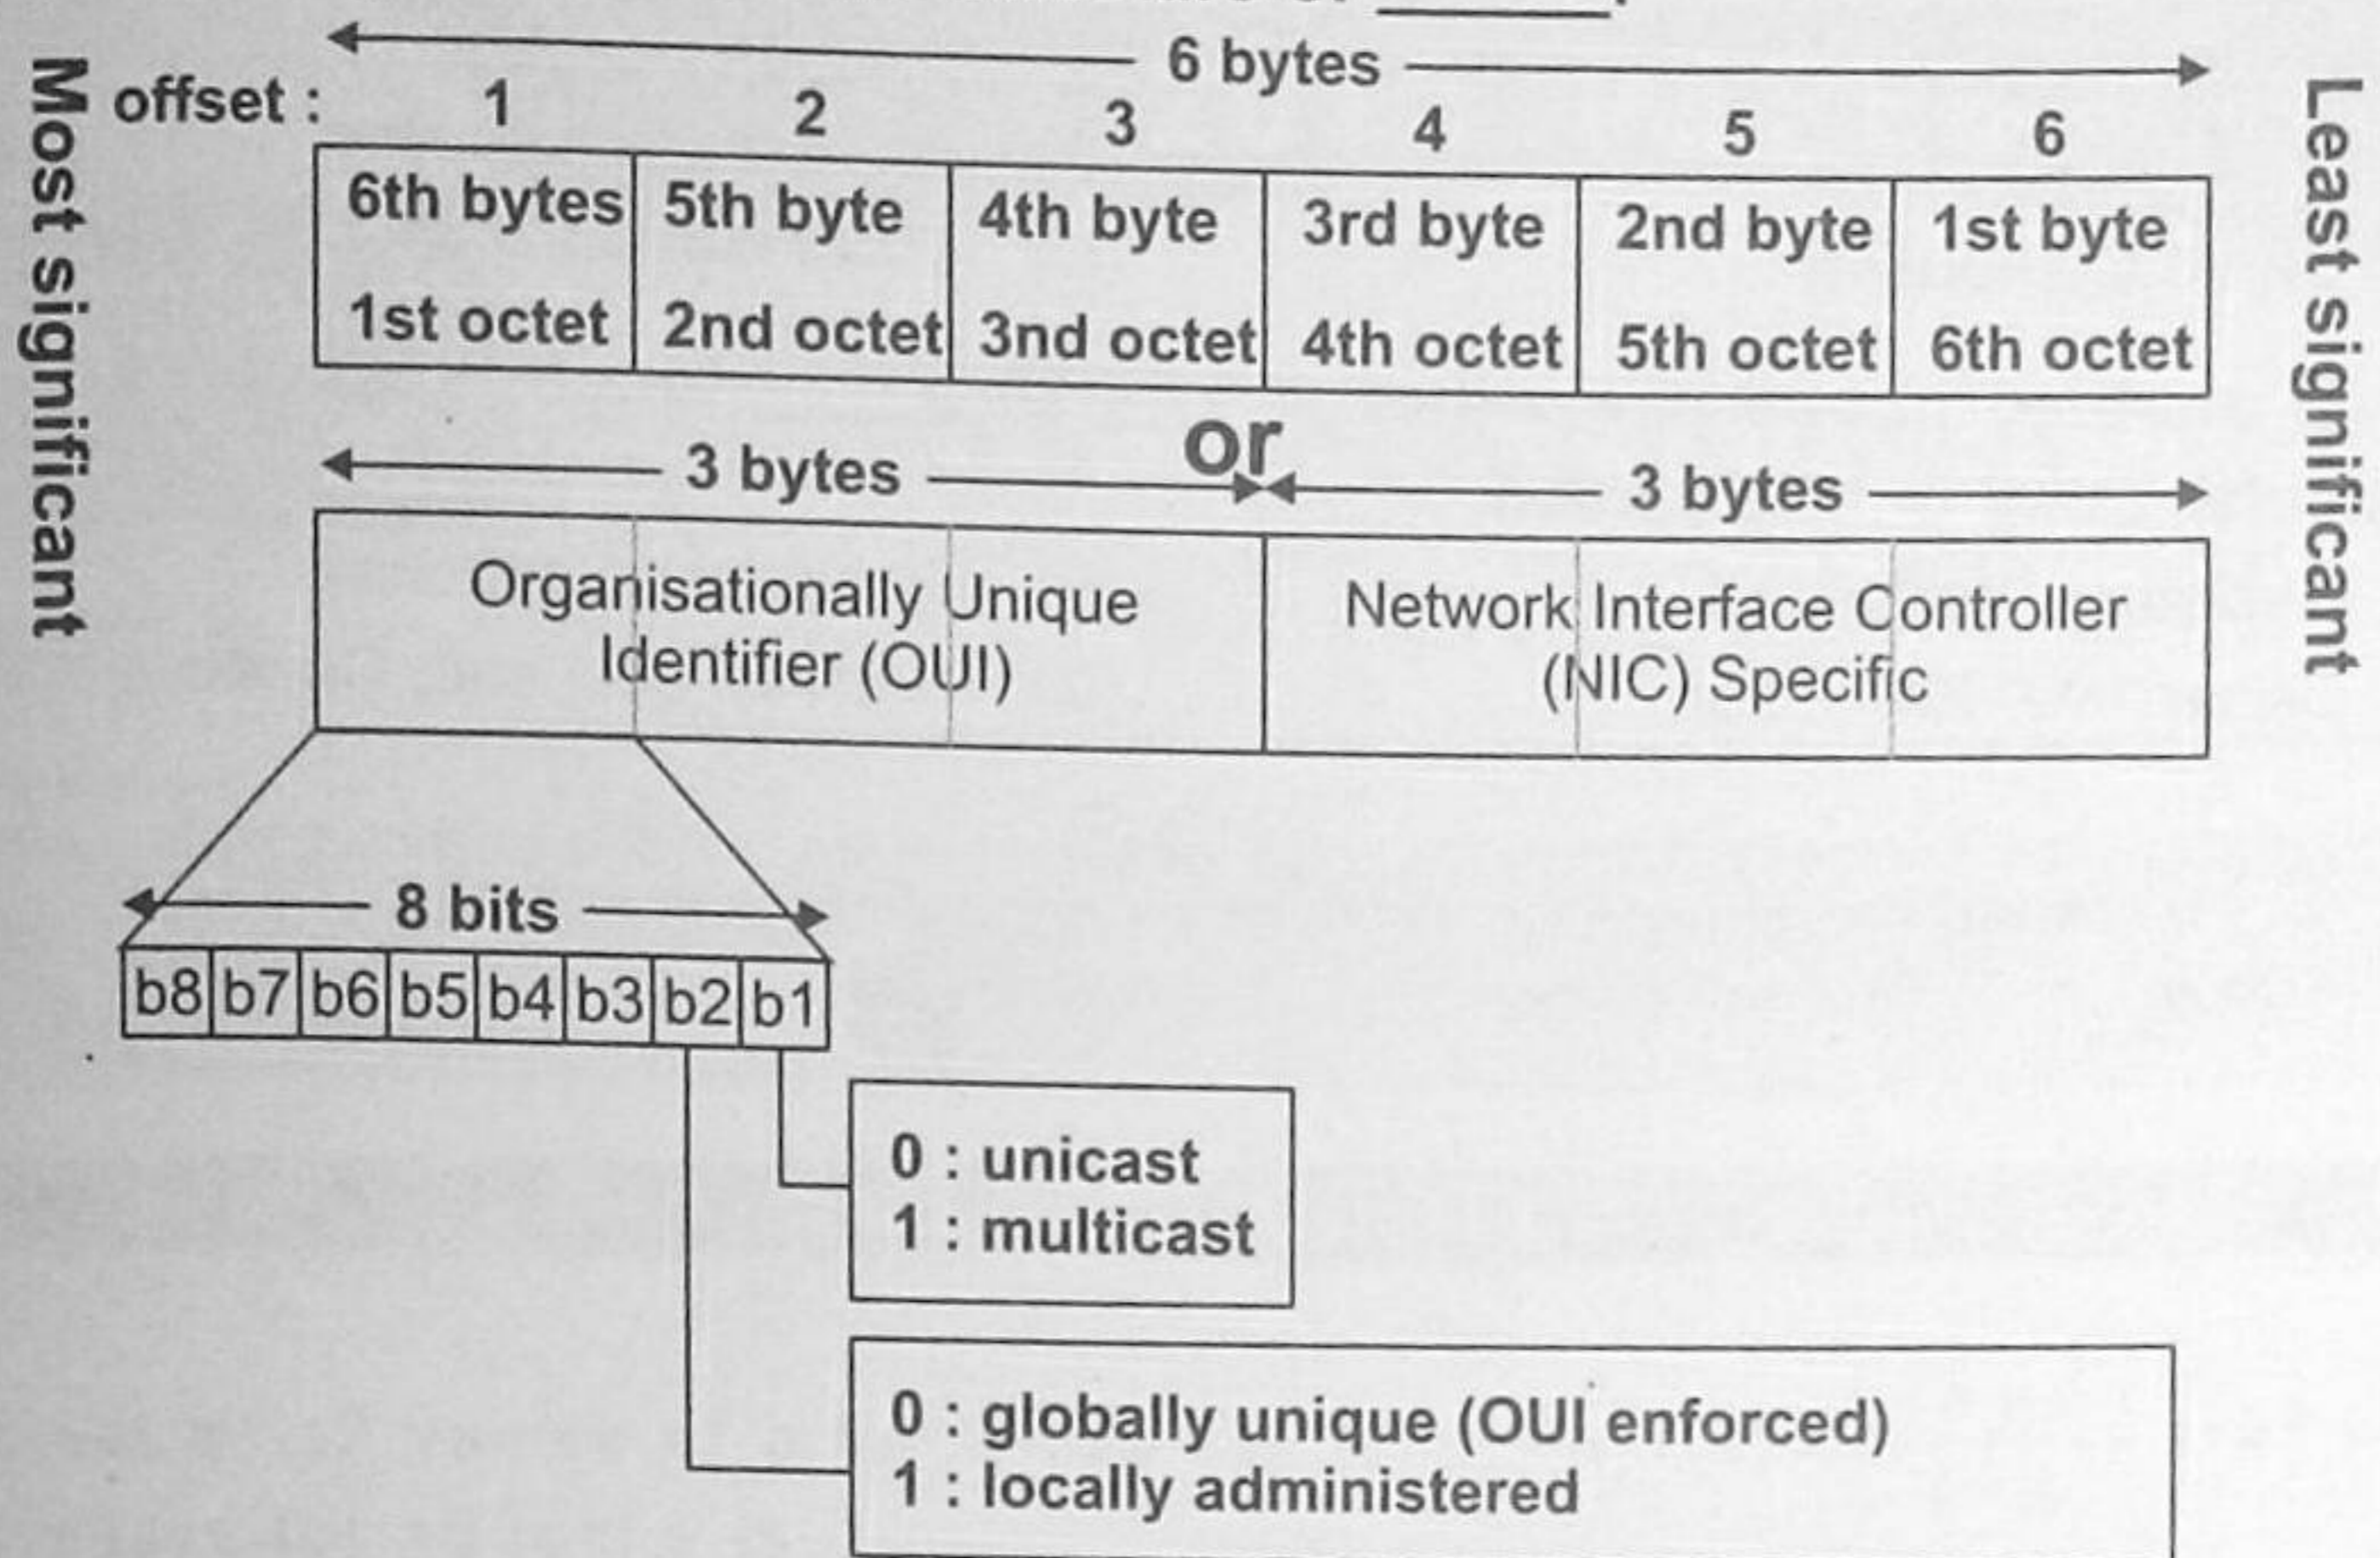 Most significant
6 bytes
offset : 1 2 3 4 5 6
6th bytes 5th byte 4th byte 3rd byte 2nd byte 1st byte
1st octet 2nd octet 3nd octet 4th octet 5th octet 6th octet
Least significant
or
3 bytes 3 bytes
Organisationally Unique
Identifier (OUI)
Network Interface Controller
(NIC) Specific
8 bits
b8 b7 b6 b5 b4 b3 b2 b1
0 : unicast
1 : multicast
0 : globally unique (OUI enforced)
1 : locally administered